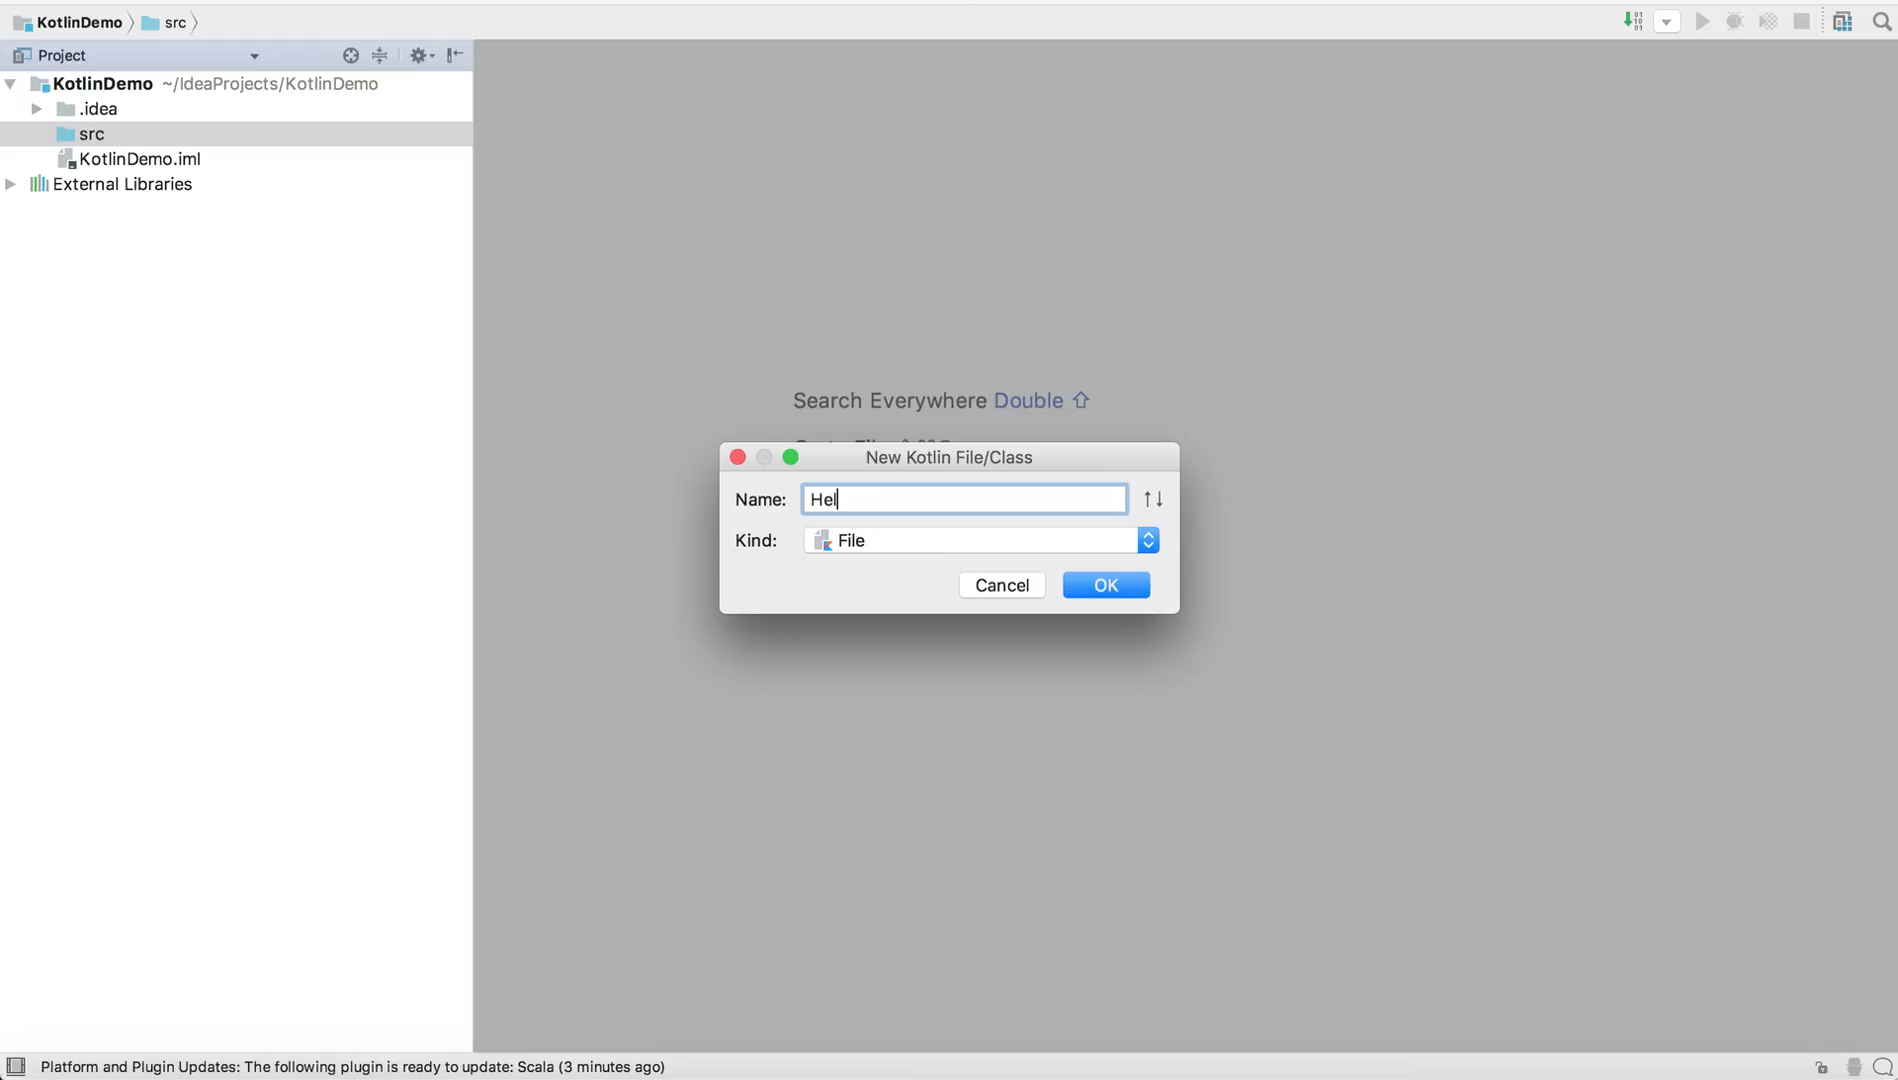 KotlinDemo src
Project
KotlinDemo ~/IdeaProjects/KotlinDemo
.idea
src
KotlinDemo.iml
External Libraries
Search Everywhere Double ⇧
New Kotlin File/Class
Name: Hel
Kind: File
Cancel OK
Platform and Plugin Updates: The following plugin is ready to update: Scala (3 minutes ago)